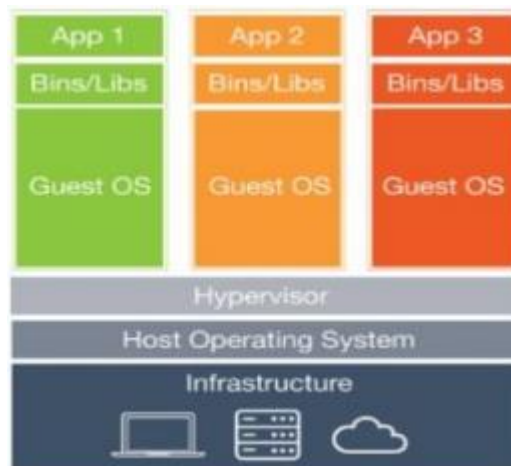 App 1
App 2
App 3
Bins/Libs
Bins/Libs
Bins/Libs
Guest OS
Guest OS
Guest OS
Hypervisor
Host Operating System
Infrastructure